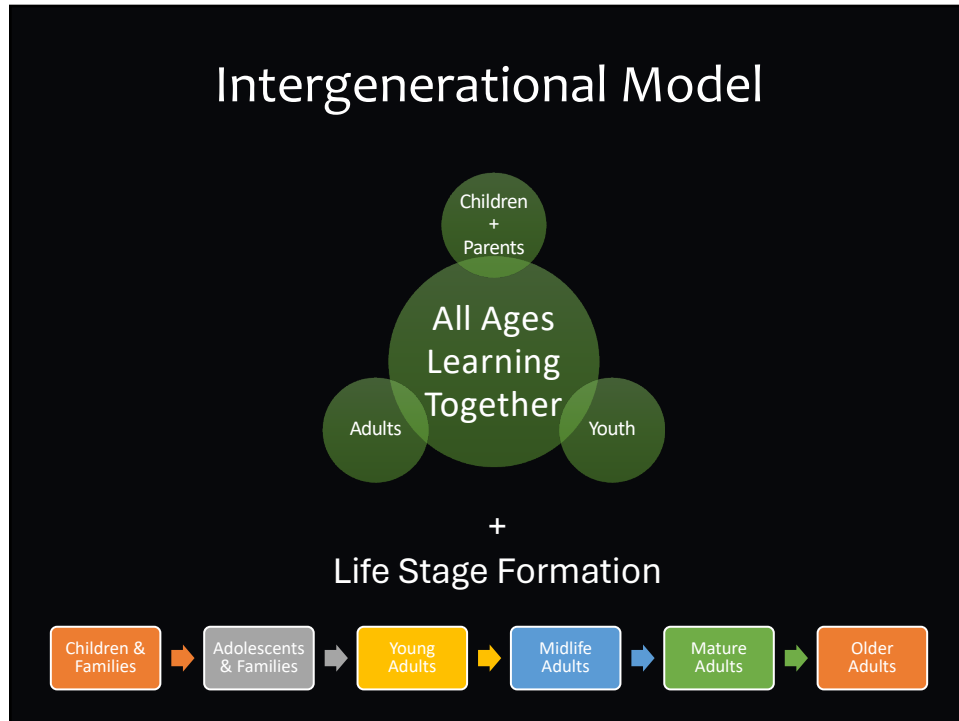 Intergenerational Model
Children
+
Parents
All Ages
Learning
Together
Adults
Youth
+
Life Stage Formation
Children &
Families
Adolescents
& Families
Young
Adults
Midlife
Adults
Mature
Adults
Older
Adults